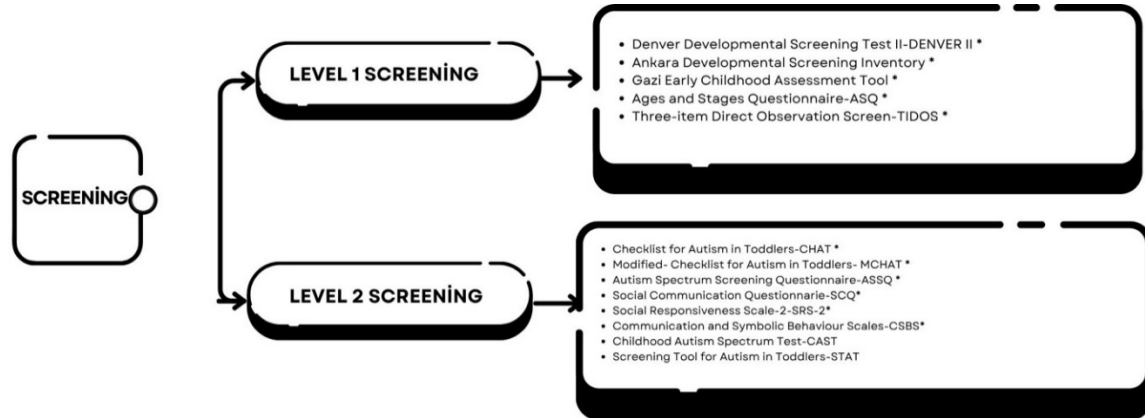 SCREENİNG
LEVEL 1 SCREENİNG
• Denver Developmental Screening Test II-DENVER II *
• Ankara Developmental Screening Inventory *
• Gazi Early Childhood Assessment Tool *
• Ages and Stages Questionnaire-ASQ *
• Three-item Direct Observation Screen-TIDOS *
LEVEL 2 SCREENİNG
• Checklist for Autism in Toddlers-CHAT *
• Modified- Checklist for Autism in Toddlers- MCHAT *
• Autism Spectrum Screening Questionnaire-ASSQ *
• Social Communication Questionnarie-SCQ*
• Social Responsiveness Scale-2-SRS-2*
• Communication and Symbolic Behaviour Scales-CSBS*
• Childhood Autism Spectrum Test-CAST
• Screening Tool for Autism in Toddlers-STAT